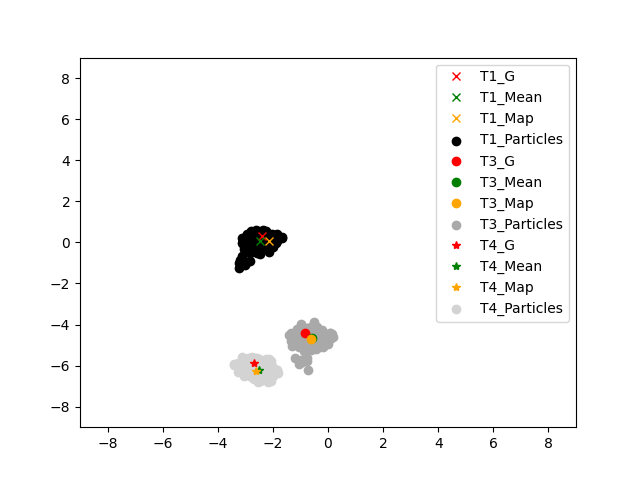 8
6
4
2
0
−2
−4
−6
−8
−8 −6 −4 −2 0 2 4 6 8
T1_G
T1_Mean
T1_Map
T1_Particles
T3_G
T3_Mean
T3_Map
T3_Particles
T4_G
T4_Mean
T4_Map
T4_Particles